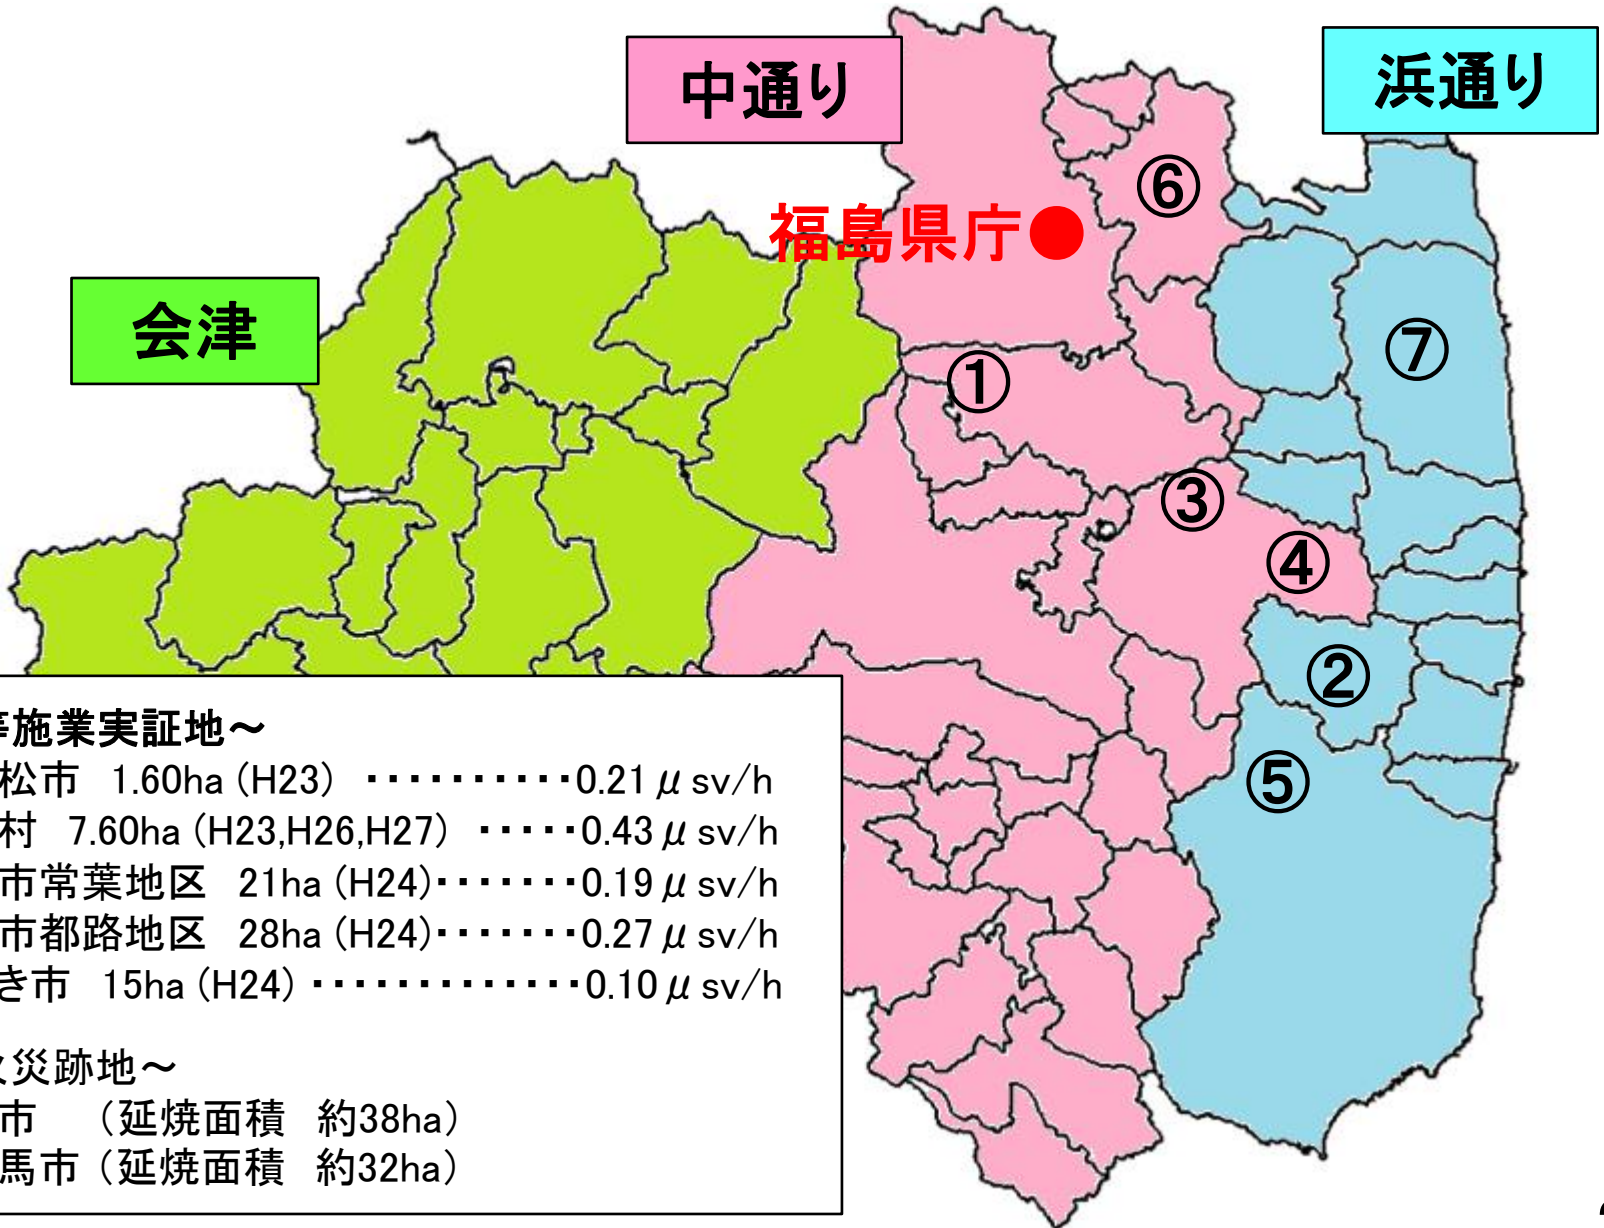 中通り
浜通り
⑥
福島県庁●
会津
⑦
①
③
④
②
⑤
施業実証地～
松市 1.60ha (H23) ・・・・・・・・・・0.21μsv/h
村 7.60ha (H23,H26,H27) ・・・・・0.43μsv/h
市常葉地区 21ha (H24)・・・・・・・0.19μsv/h
市都路地区 28ha (H24)・・・・・・・0.27μsv/h
き市 15ha (H24) ・・・・・・・・・・・・・0.10μsv/h
災跡地～
市 （延焼面積 約38ha）
馬市（延焼面積 約32ha）